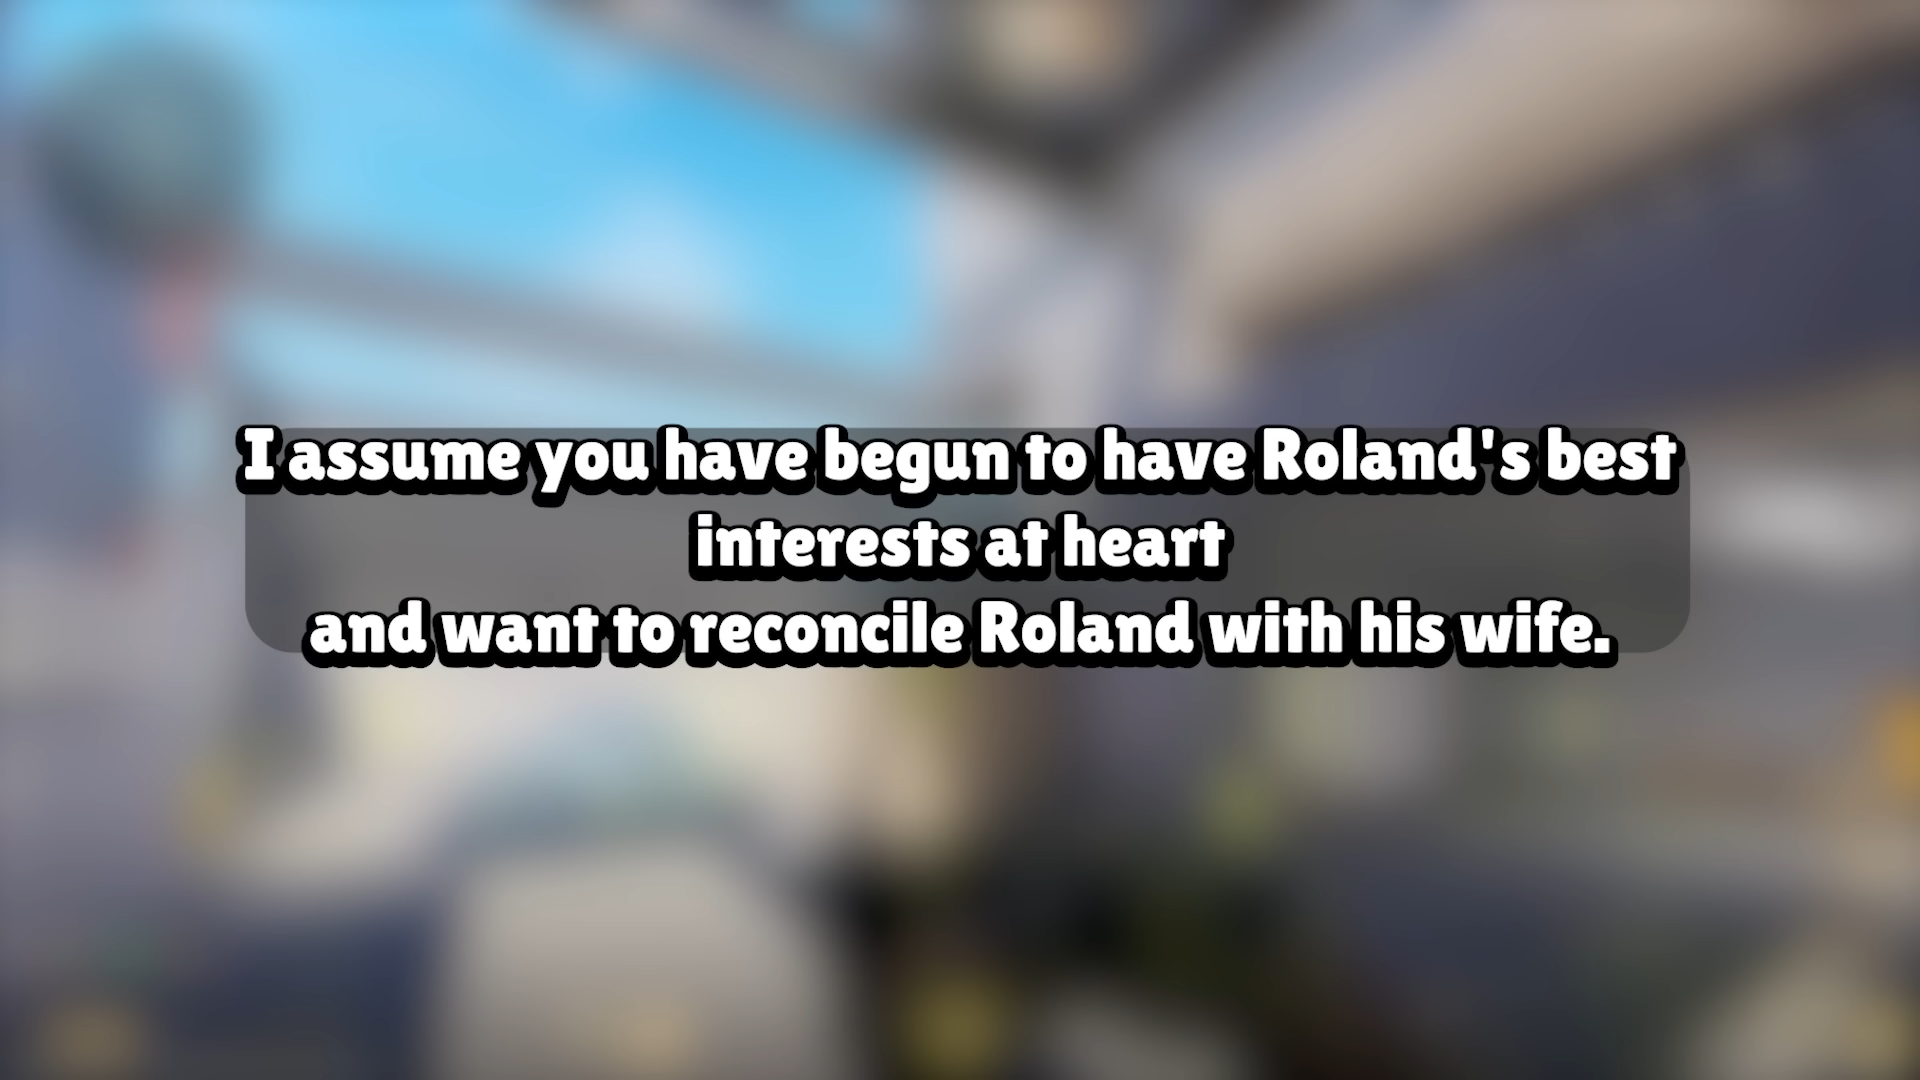 I assume you have begun to have Roland's best
interests at heart
and want to reconcile Roland with his wife.